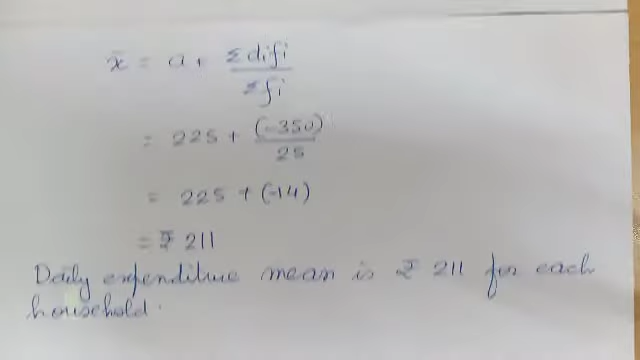 x̄ = a + Σdifi / Σfi
= 225 + (-350) / 25
= 225 + (-14)
= ₹ 211
Daily expenditure mean is ₹ 211 for each
household.